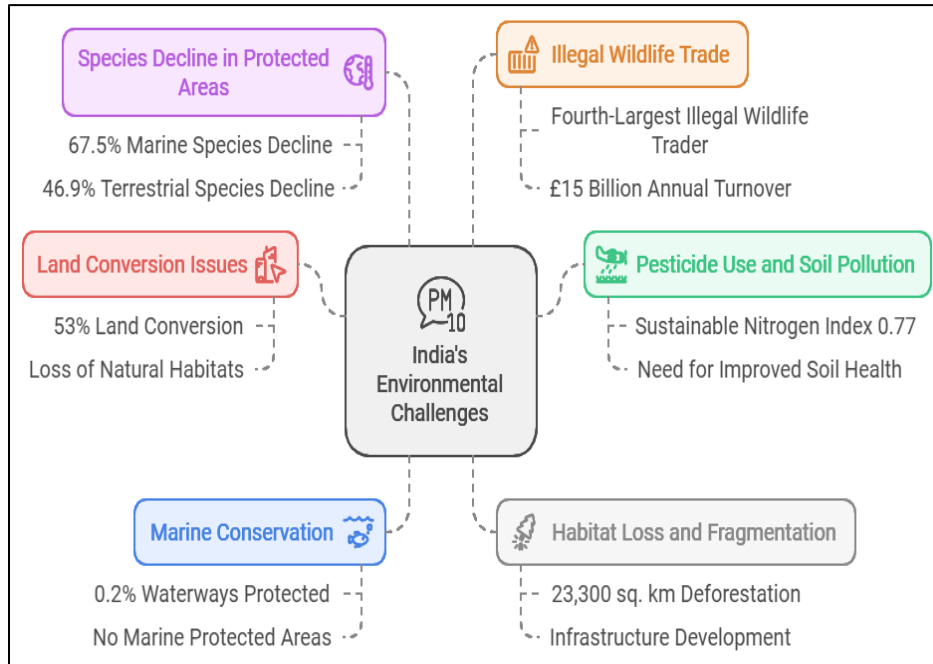 Species Decline in Protected
Areas
67.5% Marine Species Decline
46.9% Terrestrial Species Decline
Illegal Wildlife Trade
Fourth-Largest Illegal Wildlife
Trader
£15 Billion Annual Turnover
Land Conversion Issues
53% Land Conversion
Loss of Natural Habitats
PM
10
India's
Environmental
Challenges
Pesticide Use and Soil Pollution
Sustainable Nitrogen Index 0.77
Need for Improved Soil Health
Marine Conservation
0.2% Waterways Protected
No Marine Protected Areas
Habitat Loss and Fragmentation
23,300 sq. km Deforestation
Infrastructure Development